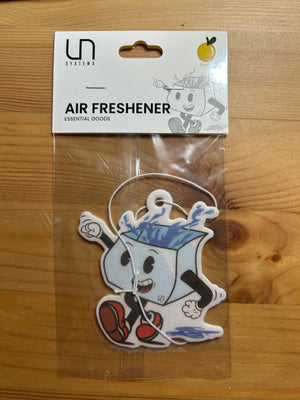 UN
SYSTEMS
AIR FRESHENER
ESSENTIAL GOODS